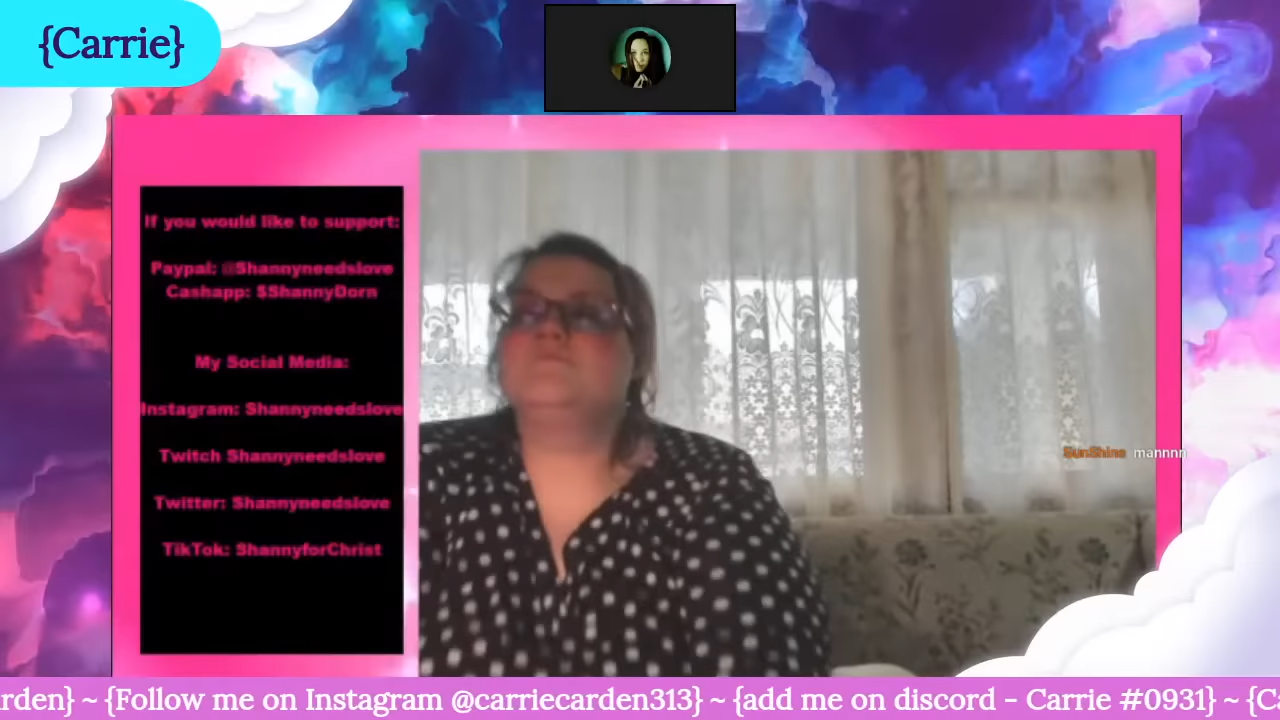 {Carrie}
If you would like to support:
Paypal: @Shannyneedslove
Cashapp: $ShannyDorn
My Social Media:
Instagram: Shannyneedslove
Twitch Shannyneedslove
Twitter: Shannyneedslove
TikTok: ShannyforChrist
SunShine mannnn
rden} ~ {Follow me on Instagram @carriecarden313} ~ {add me on discord - Carrie #0931} ~ {Ca